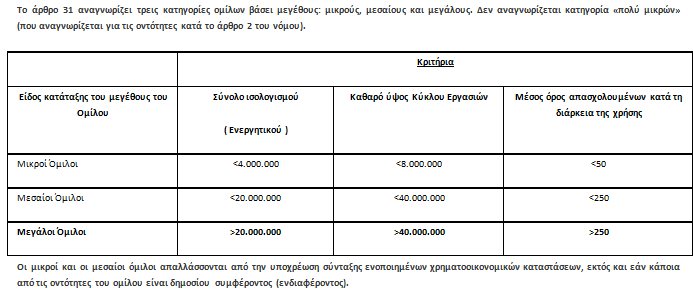 Το άρθρο 31 αναγνωρίζει τρεις κατηγορίες ομίλων βάσει μεγέθους: μικρούς, μεσαίους και μεγάλους. Δεν αναγνωρίζεται κατηγορία «πολύ μικρών»
(που αναγνωρίζεται για τις οντότητες κατά το άρθρο 2 του νόμου).
Κριτήρια
Είδος κατάταξης του μεγέθους του Ομίλου
Σύνολο ισολογισμού
( Ενεργητικού )
Καθαρό ύψος Κύκλου Εργασιών
Μέσος όρος απασχολουμένων κατά τη διάρκεια της χρήσης
Μικροί Όμιλοι <4.000.000 <8.000.000 <50
Μεσαίοι Όμιλοι <20.000.000 <40.000.000 <250
Μεγάλοι Όμιλοι >20.000.000 >40.000.000 >250
Οι μικροί και οι μεσαίοι όμιλοι απαλλάσσονται από την υποχρέωση σύνταξης ενοποιημένων χρηματοοικονομικών καταστάσεων, εκτός και εάν κάποια
από τις οντότητες του ομίλου είναι δημοσίου συμφέροντος (ενδιαφέροντος).